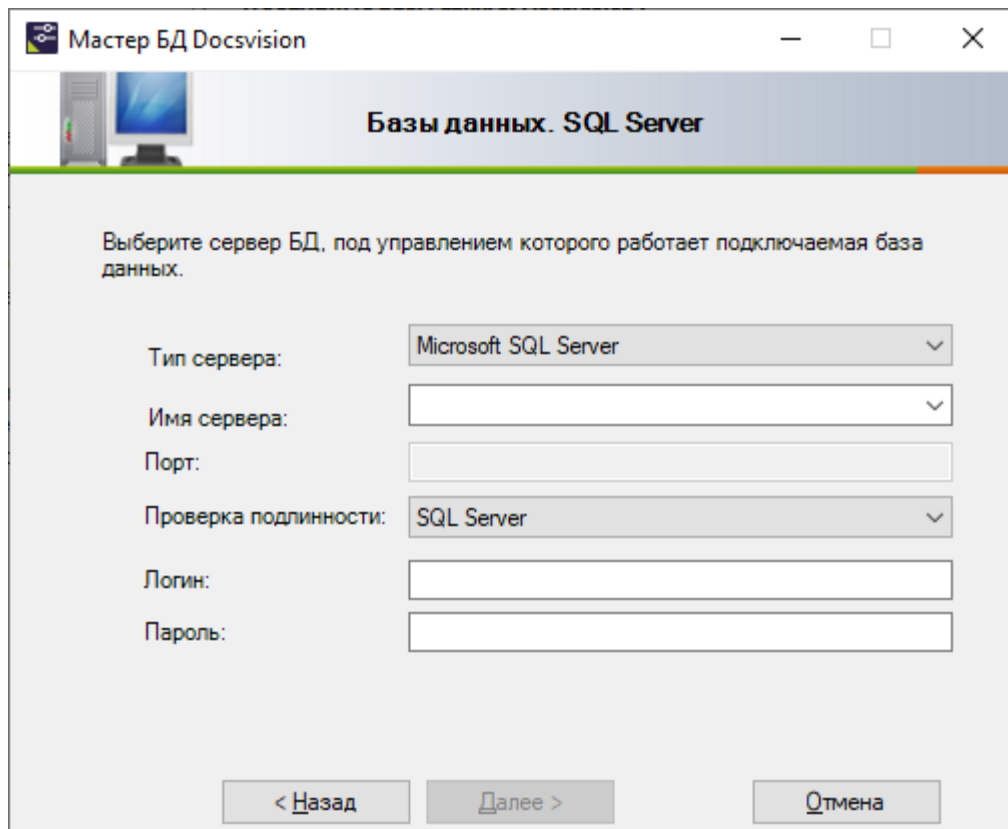 Мастер БД Docsvision
Базы данных. SQL Server
Выберите сервер БД, под управлением которого работает подключаемая база
данных.
Тип сервера: Microsoft SQL Server
Имя сервера:
Порт:
Проверка подлинности: SQL Server
Логин:
Пароль:
< Назад Далее > Отмена